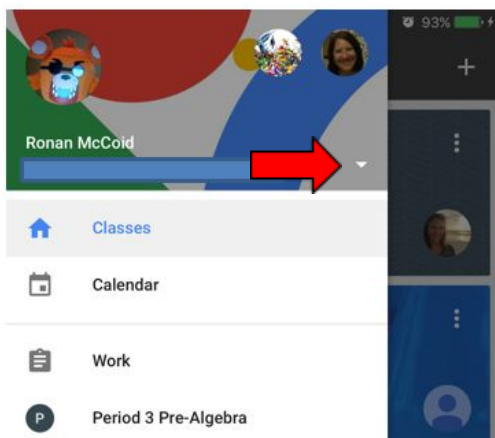 93%
+
Ronan McCoid
Classes
Calendar
Work
P Period 3 Pre-Algebra